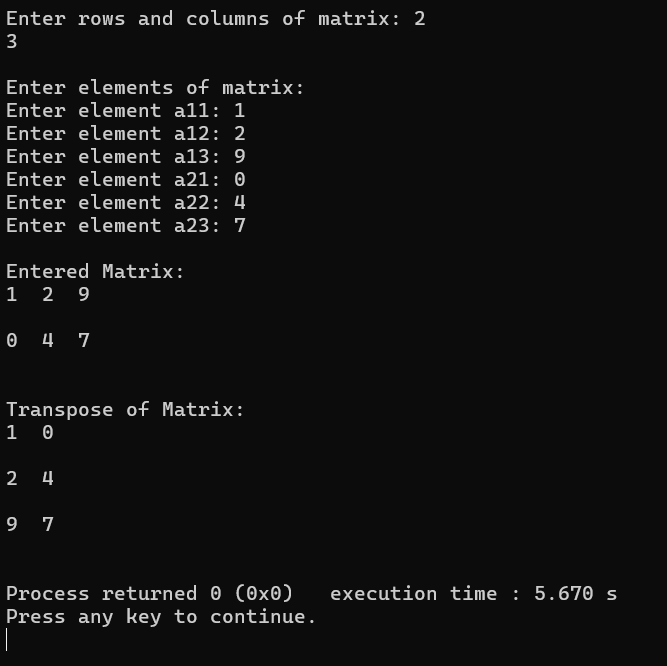 Enter rows and columns of matrix: 2
3
Enter elements of matrix:
Enter element a11: 1
Enter element a12: 2
Enter element a13: 9
Enter element a21: 0
Enter element a22: 4
Enter element a23: 7
Entered Matrix:
1  2  9
0  4  7
Transpose of Matrix:
1  0
2  4
9  7
Process returned 0 (0x0)   execution time : 5.670 s
Press any key to continue.